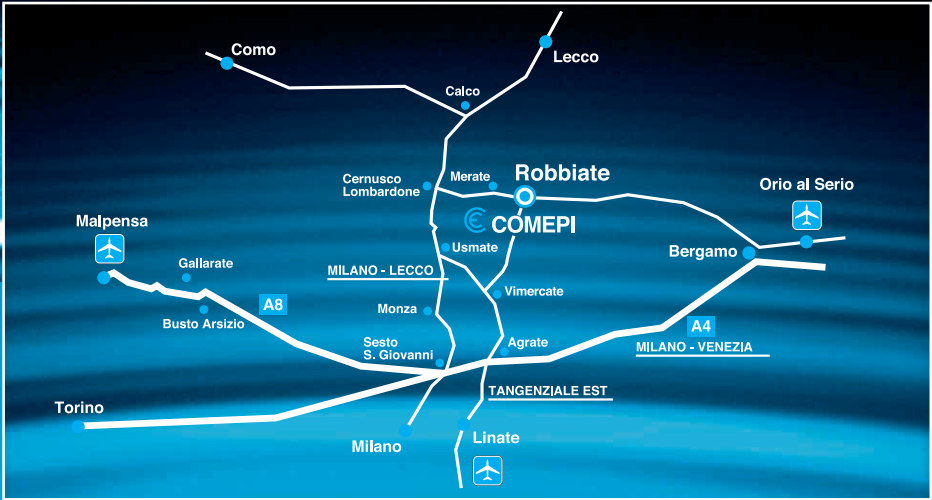 Como
Lecco
Calco
Cernusco
Lombardone
Merate
Robbiate
Orio al Serio
Malpensa
COMEPI
Usmate
Bergamo
Gallarate
MILANO - LECCO
Vimercate
A8
Monza
Busto Arsizio
A4
Sesto
S. Giovanni
Agrate
MILANO - VENEZIA
TANGENZIALE EST
Torino
Milano
Linate